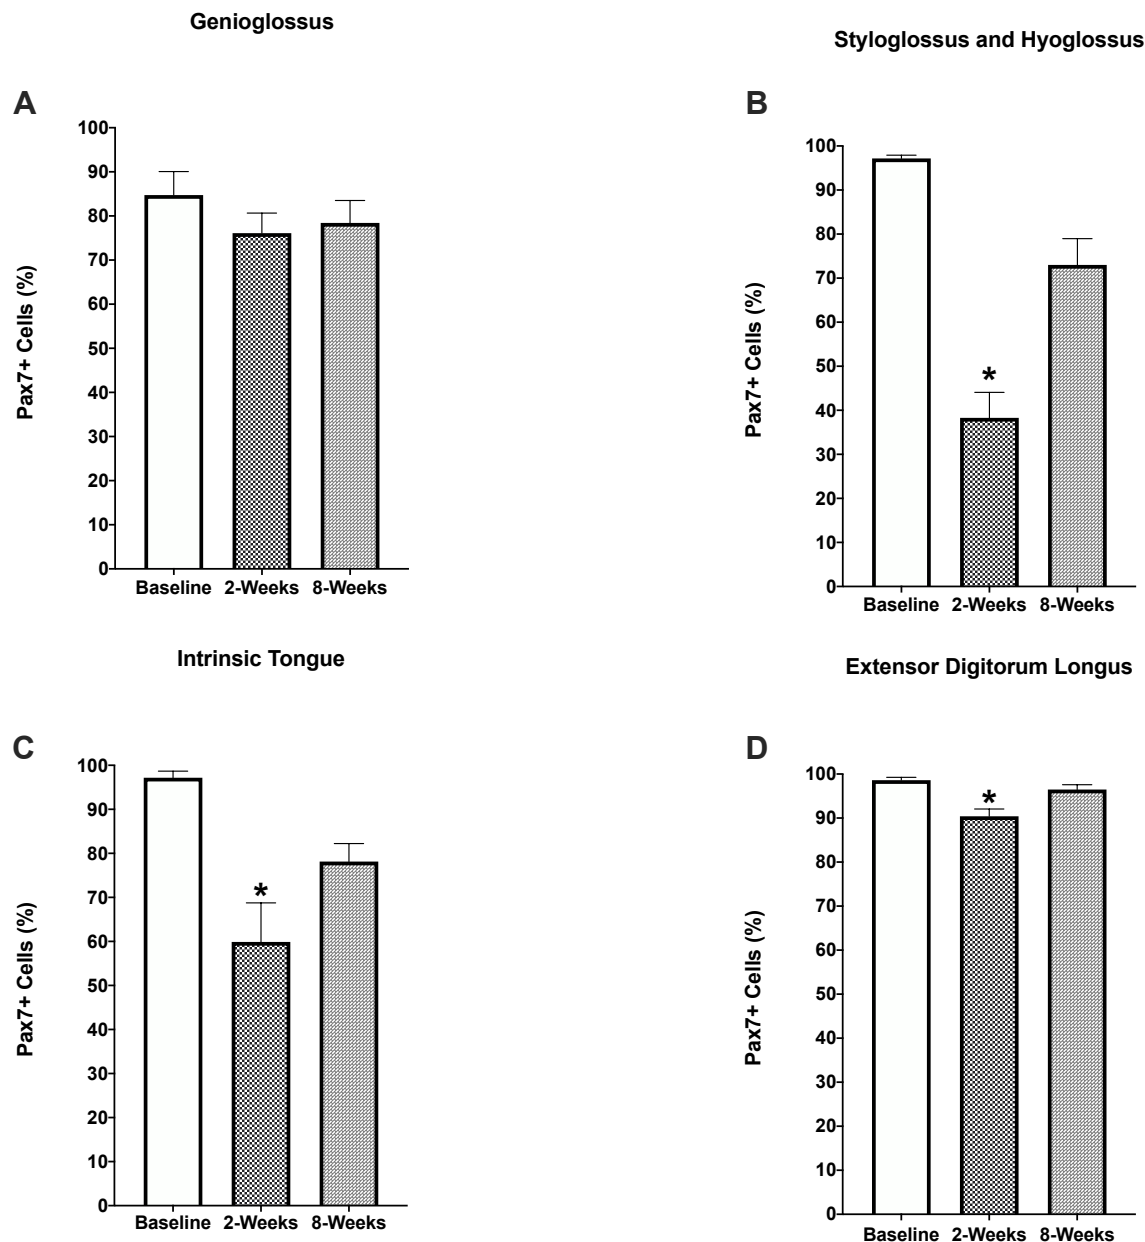 Genioglossus
Styloglossus and Hyoglossus
A
B
100
90
80
70
60
50
40
30
20
10
0
Pax7+ Cells (%)
Baseline 2-Weeks 8-Weeks
100
90
80
70
60
50
40
30
20
10
0
Pax7+ Cells (%)
*
Baseline 2-Weeks 8-Weeks
Intrinsic Tongue
Extensor Digitorum Longus
C
D
100
90
80
70
60
50
40
30
20
10
0
Pax7+ Cells (%)
*
Baseline 2-Weeks 8-Weeks
100
90
80
70
60
50
40
30
20
10
0
Pax7+ Cells (%)
*
Baseline 2-Weeks 8-Weeks